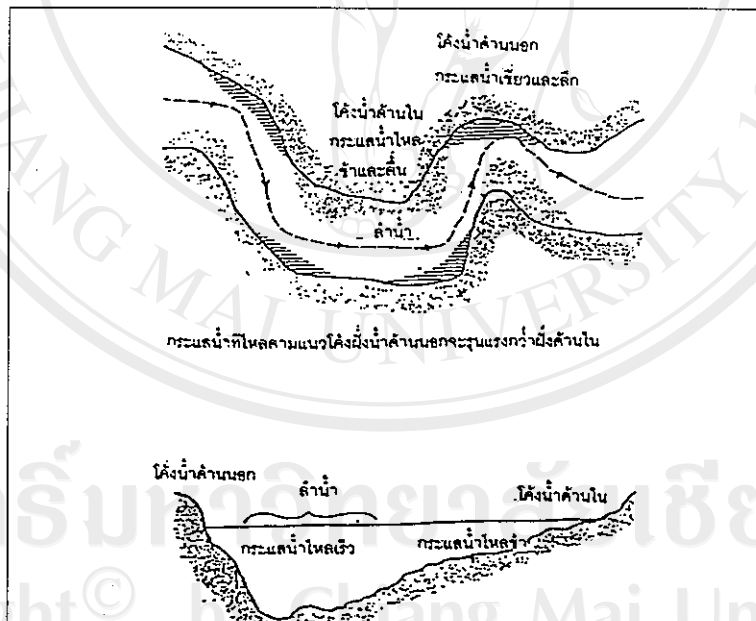 โค้งน้ำด้านนอก
กระแสน้ำเชี่ยวและลึก
โค้งน้ำด้านใน
กระแสน้ำไหล
ช้าและตื้น
ลำน้ำ
กระแสน้ำที่ไหลตามแนวโค้งฝั่งน้ำด้านนอกจะรุนแรงกว่าฝั่งด้านใน
โค้งน้ำด้านนอก
ลำน้ำ
โค้งน้ำด้านใน
กระแสน้ำไหลเร็ว
กระแสน้ำไหลช้า
MAI UNIVERSITY
by Chiang Mai